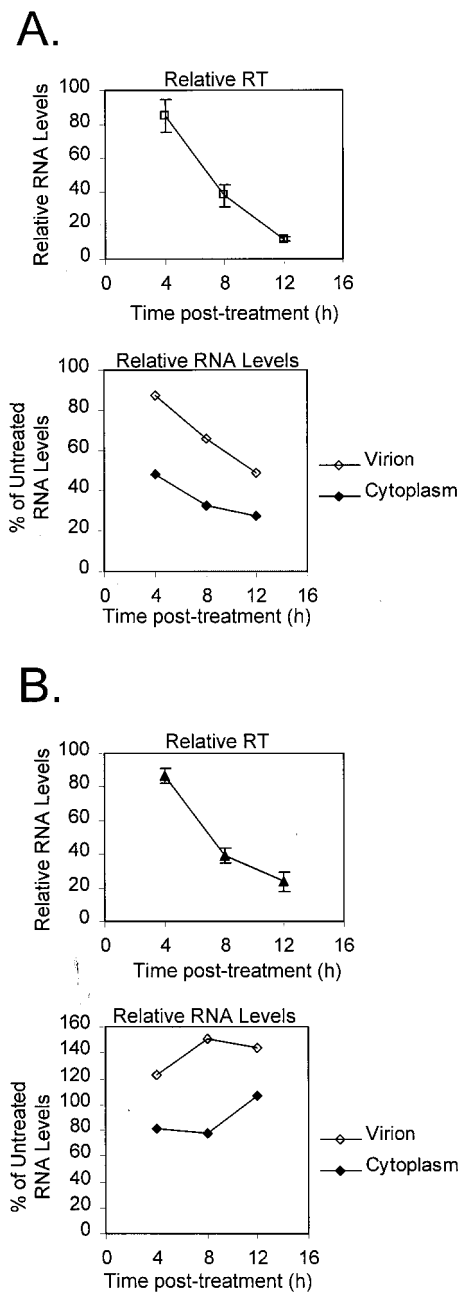 A.
Relative RT
Relative RNA Levels
100
80
60
40
20
0
0 4 8 12 16
Time post-treatment (h)
Relative RNA Levels
% of Untreated
RNA Levels
100
80
60
40
20
0
0 4 8 12 16
Time post-treatment (h)
Virion
Cytoplasm
B.
Relative RT
Relative RNA Levels
100
80
60
40
20
0
0 4 8 12 16
Time post-treatment (h)
Relative RNA Levels
% of Untreated
RNA Levels
160
140
120
100
80
60
40
20
0
0 4 8 12 16
Time post-treatment (h)
Virion
Cytoplasm